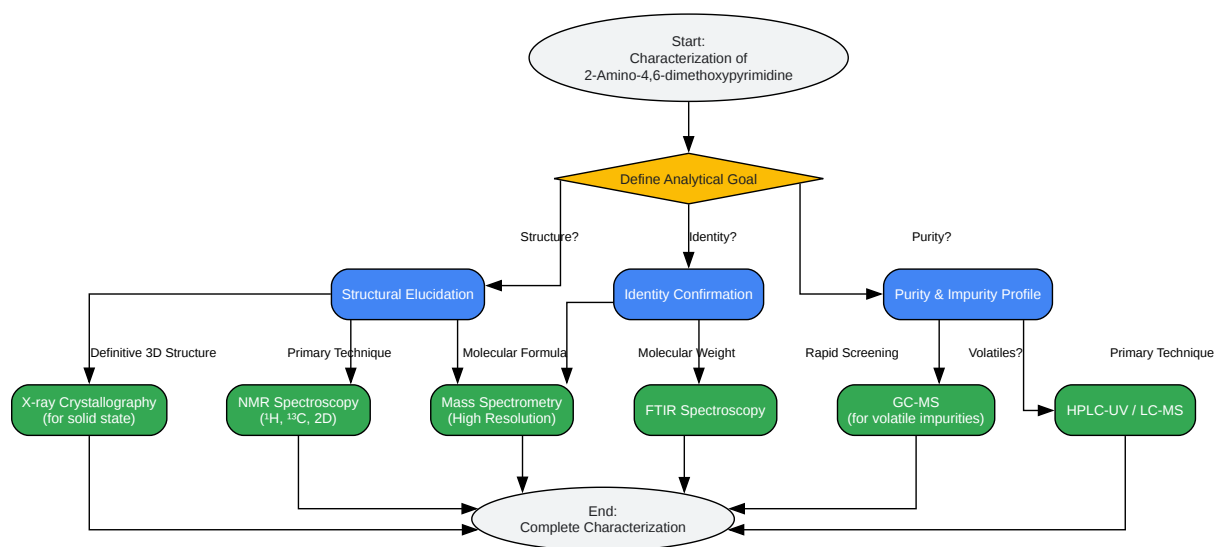 Start:
Characterization of
2-Amino-4,6-dimethoxypyrimidine
Define Analytical Goal
Structure?
Identity?
Purity?
Structural Elucidation
Identity Confirmation
Purity & Impurity Profile
Definitive 3D Structure
Primary Technique
Molecular Formula
Molecular Weight
Rapid Screening
Volatiles?
Primary Technique
X-ray Crystallography
(for solid state)
NMR Spectroscopy
(¹H, ¹³C, 2D)
Mass Spectrometry
(High Resolution)
FTIR Spectroscopy
GC-MS
(for volatile impurities)
HPLC-UV / LC-MS
End:
Complete Characterization